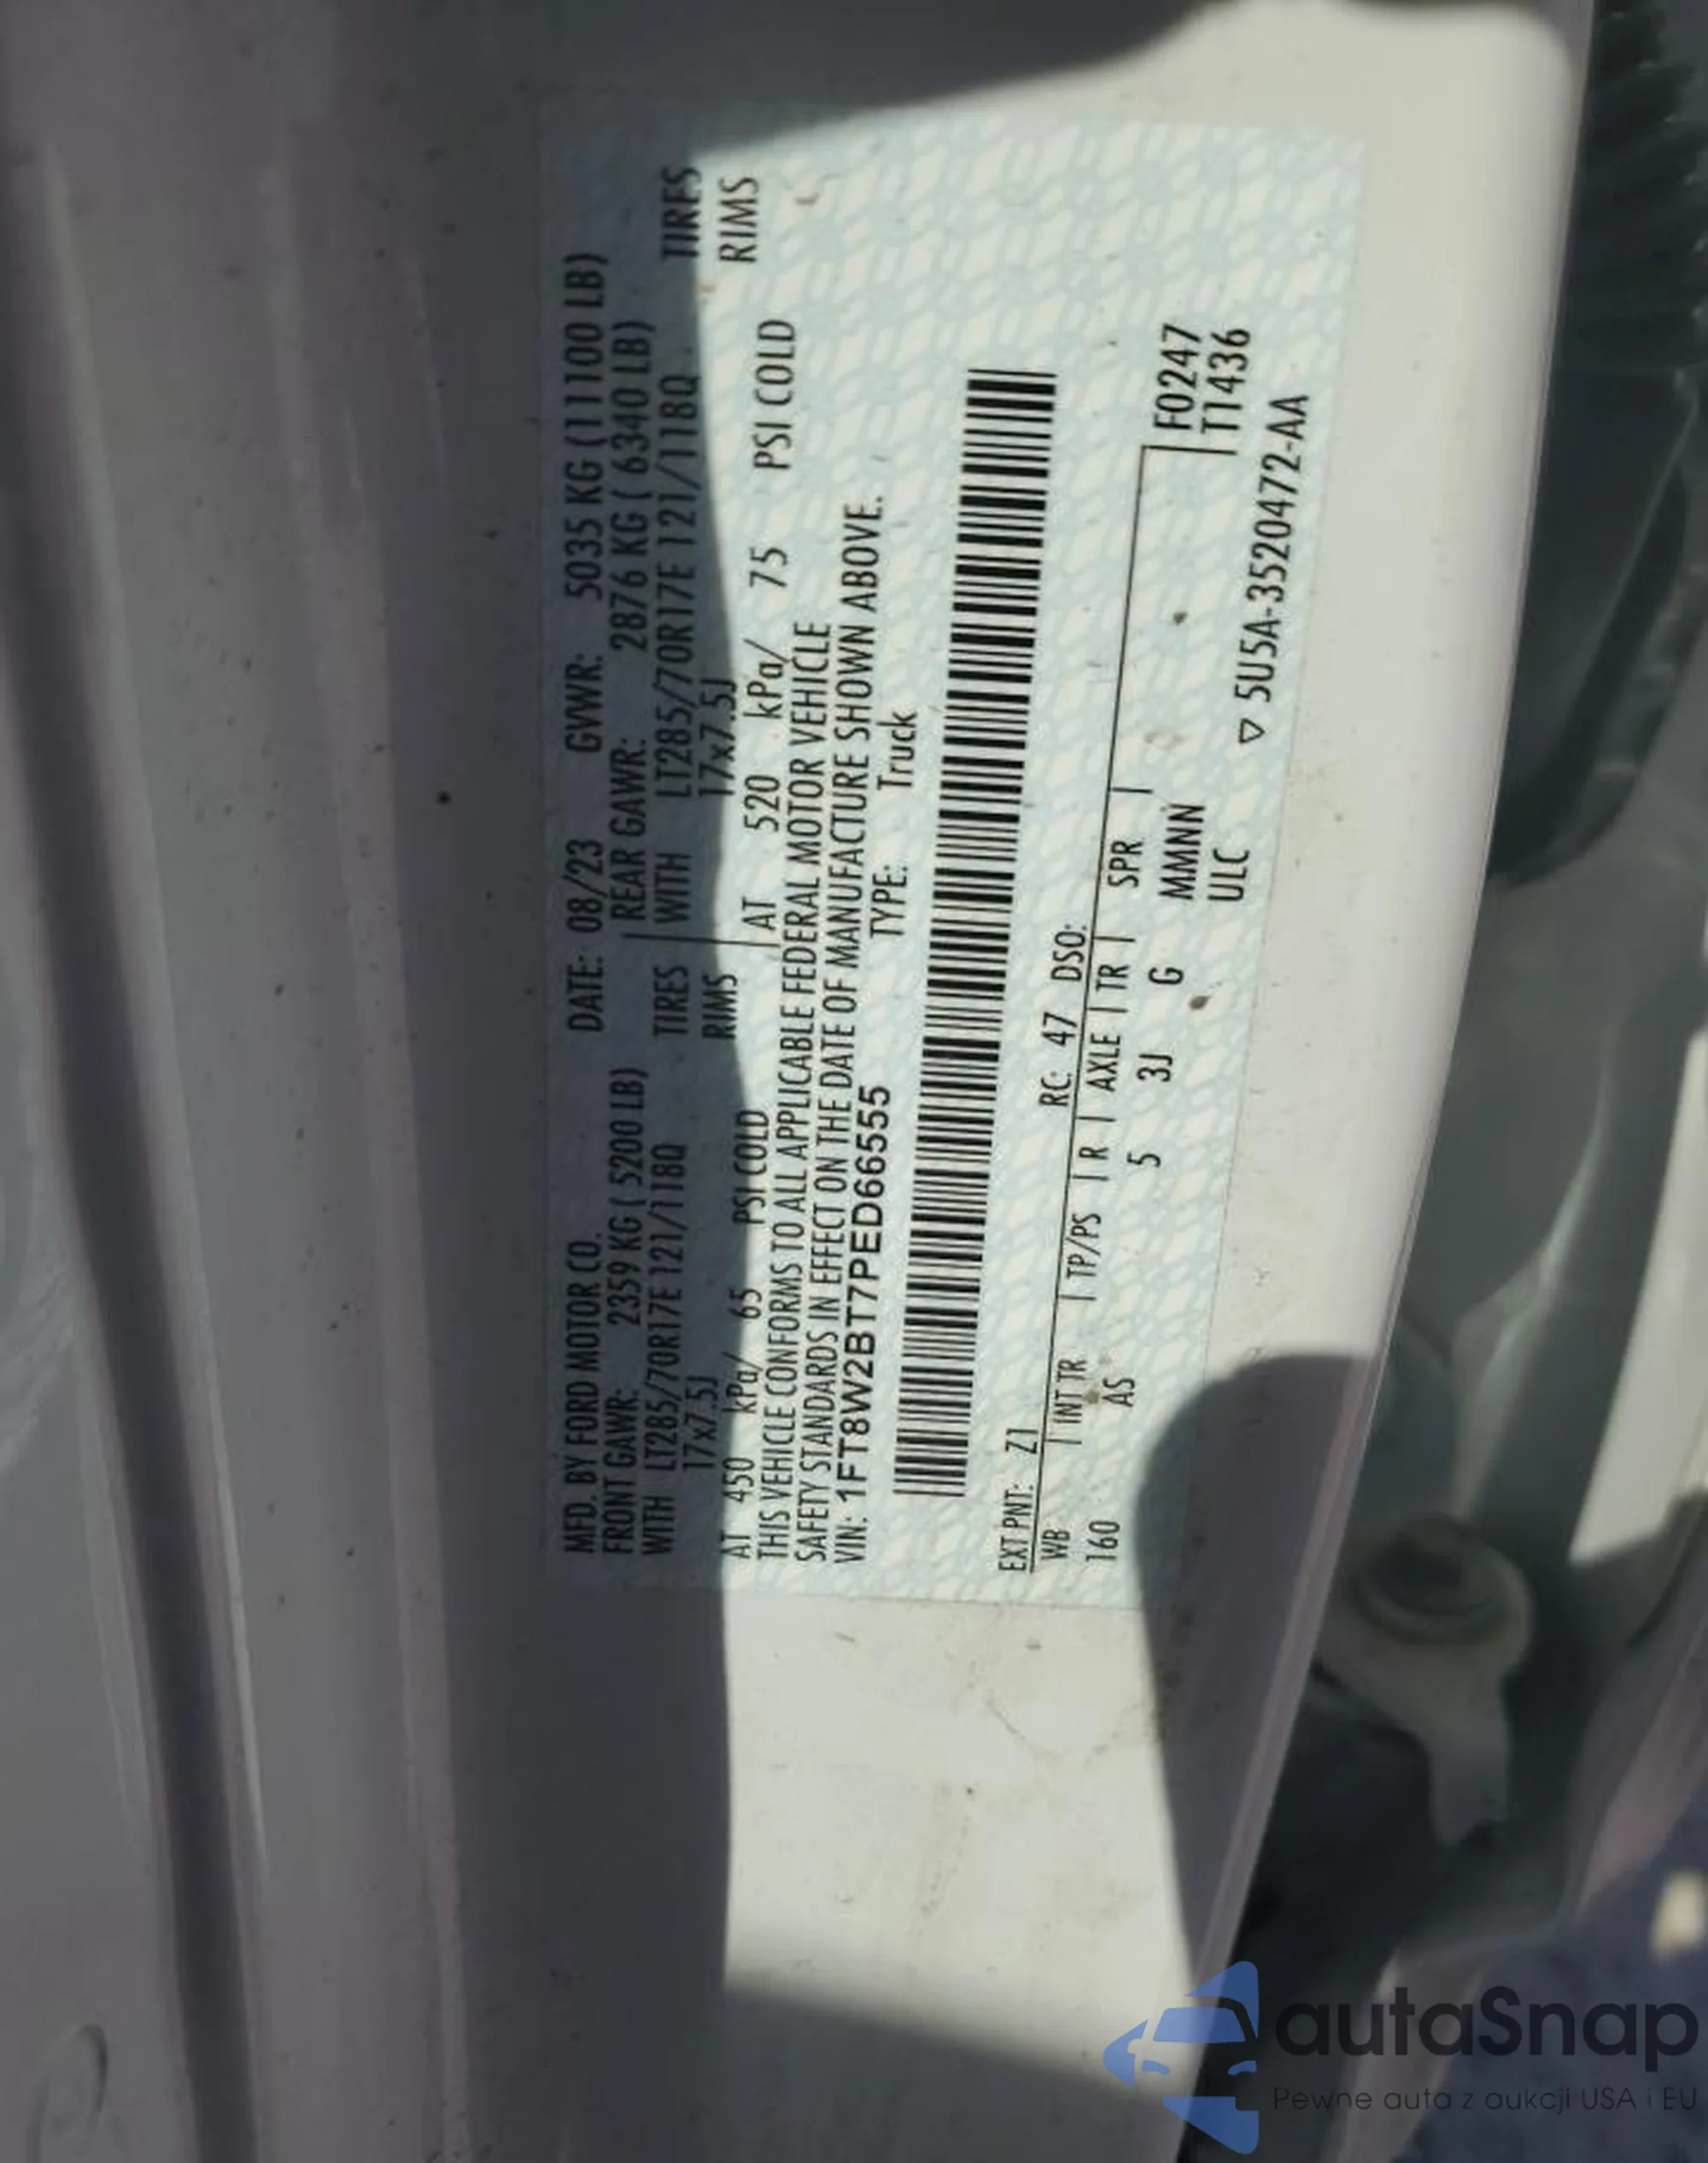 MFD. BY FORD MOTOR CO. DATE: 08/23 GVWR: 5035 KG (11100 LB)
FRONT GAWR: 2359 KG ( 5200 LB) REAR GAWR: 2876 KG ( 6340 LB)
WITH LT285/70R17E 121/118Q TIRES WITH LT285/70R17E 121/118Q TIRES
17x7.5J RIMS 17x7.5J RIMS
AT 450 kPa/ 65 PSI COLD AT 520 kPa/ 75 PSI COLD
THIS VEHICLE CONFORMS TO ALL APPLICABLE FEDERAL MOTOR VEHICLE
SAFETY STANDARDS IN EFFECT ON THE DATE OF MANUFACTURE SHOWN ABOVE.
VIN: 1FT8W2BT7PED66555 TYPE: Truck
EXT PNT: Z1 RC: 47 DSO:
WB INT TR TP/PS R AXLE TR SPR
160 AS 5 3J G MMNN
ULC
F0247
T1436
▽ 5U5A-3520472-AA
autaSnap
Pewne auta z aukcji USA i EU